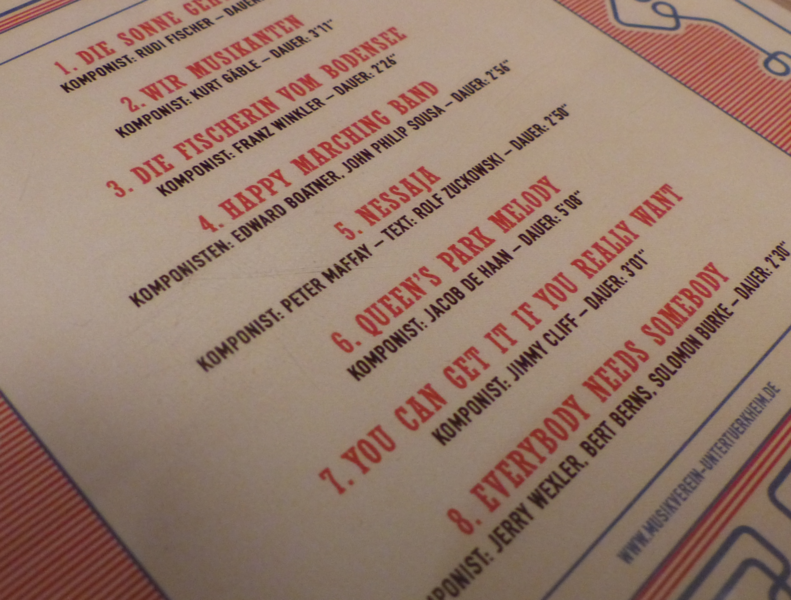 1. DIE SONNE
KOMPONIST: RUDI FISCHER – DAUER:
2. WIR MUSIKANTEN
KOMPONIST: KURT GÄBLE – DAUER: 3'11"
3. DIE FISCHERIN VOM BODENSEE
KOMPONIST: FRANZ WINKLER – DAUER: 2'26"
4. HAPPY MARCHING BAND
KOMPONISTEN: EDWARD BOATNER, JOHN PHILIP SOUSA – DAUER: 2'56"
5. NESSAJA
KOMPONIST: PETER MAFFAY – TEXT: ROLF ZUCKOWSKI – DAUER: 2'50"
6. QUEEN'S PARK MELODY
KOMPONIST: JACOB DE HAAN – DAUER: 5'08"
7. YOU CAN GET IT IF YOU REALLY WANT
KOMPONIST: JIMMY CLIFF – DAUER: 3'01"
8. EVERYBODY NEEDS SOMEBODY
PONIST: JERRY WEXLER, BERT BERNS, SOLOMON BURKE – DAUER: 2'30"
WWW.MUSIKVEREIN-UNTERTUERKHEIM.DE